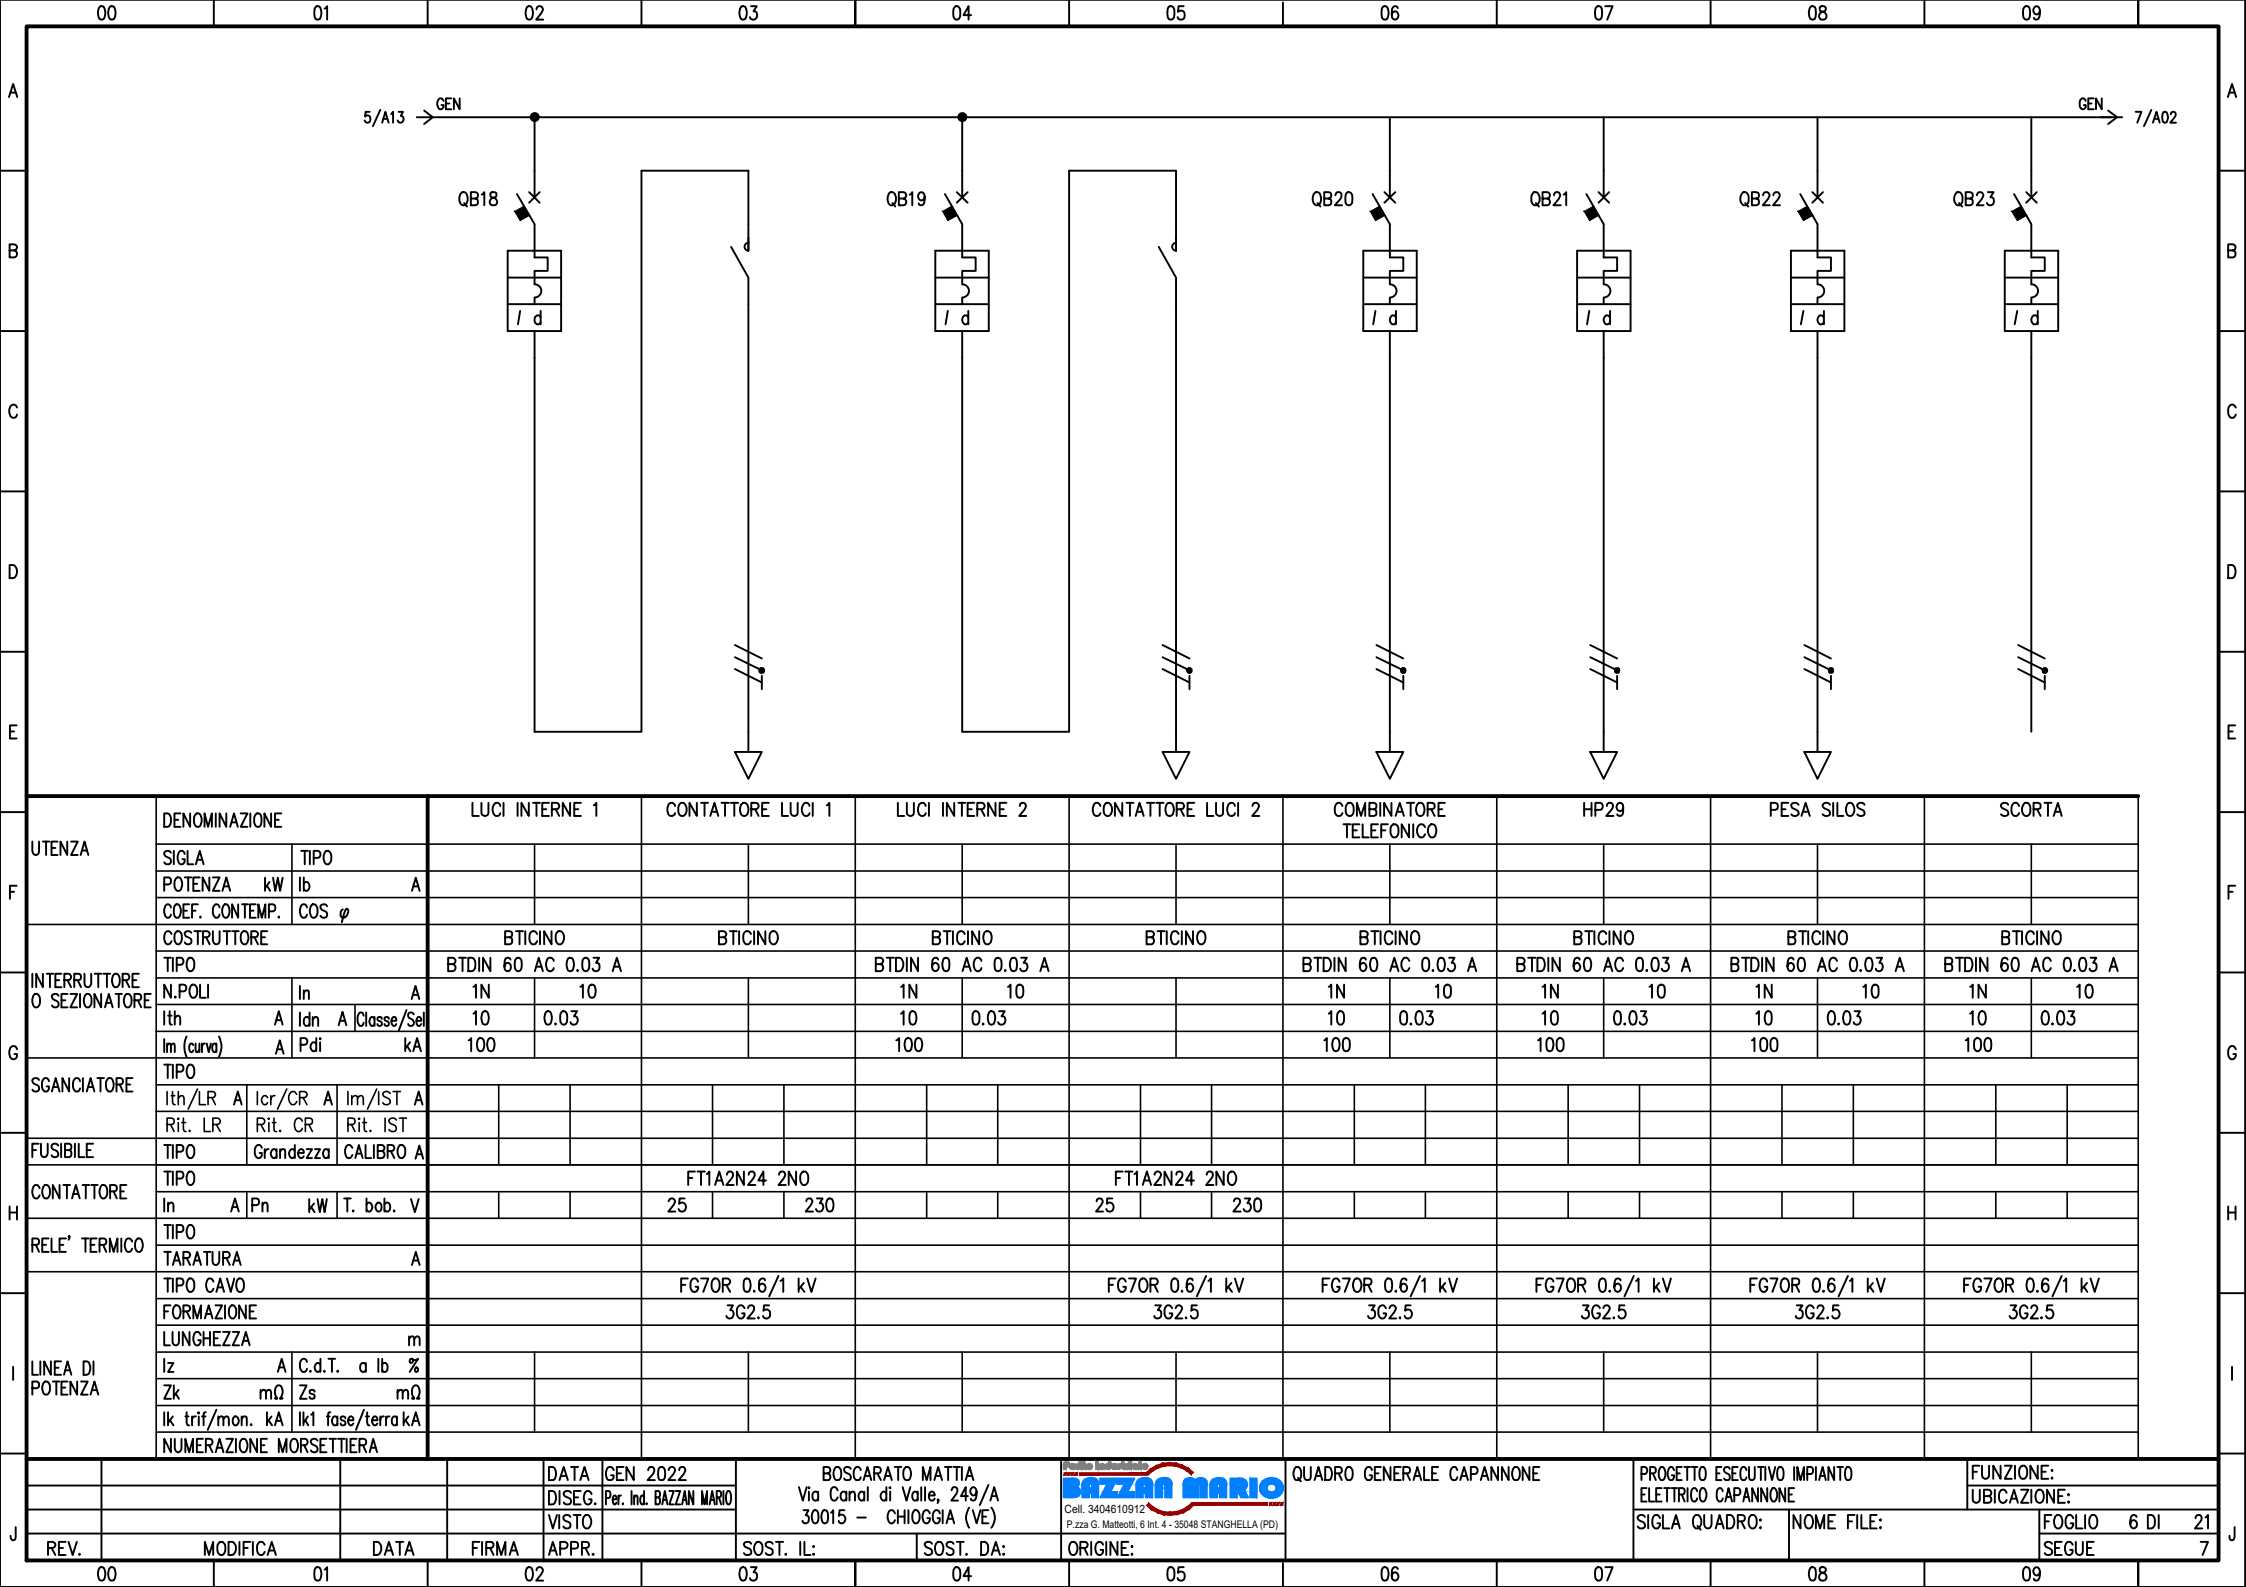 00 01 02 03 04 05 06 07 08 09
A A
5/A13 GEN GEN 7/A02
QB18 QB19 QB20 QB21 QB22 QB23
B B
I d I d I d I d I d I d
C C
D D
E E
UTENZA DENOMINAZIONE LUCI INTERNE 1 CONTATTORE LUCI 1 LUCI INTERNE 2 CONTATTORE LUCI 2 COMBINATORE TELEFONICO HP29 PESA SILOS SCORTA
SIGLA TIPO
F POTENZA kW Ib A F
COEF. CONTEMP. COS φ
INTERRUTTORE O SEZIONATORE
COSTRUTTORE BTICINO BTICINO BTICINO BTICINO BTICINO BTICINO BTICINO BTICINO
TIPO BTDIN 60 AC 0.03 A BTDIN 60 AC 0.03 A BTDIN 60 AC 0.03 A BTDIN 60 AC 0.03 A BTDIN 60 AC 0.03 A BTDIN 60 AC 0.03 A
N.POLI In A 1N 10 1N 10 1N 10 1N 10 1N 10 1N 10
Ith A Idn A Classe/Sel 10 0.03 10 0.03 10 0.03 10 0.03 10 0.03 10 0.03
G Im (curva) A Pdi kA 100 100 100 100 100 100 G
SGANCIATORE TIPO
Ith/LR A Icr/CR A Im/IST A
Rit. LR Rit. CR Rit. IST
FUSIBILE TIPO Grandezza CALIBRO A
CONTATTORE TIPO FT1A2N24 2NO FT1A2N24 2NO
H In A Pn kW T. bob. V 25 230 25 230 H
RELE' TERMICO TIPO
TARATURA A
LINEA DI POTENZA
TIPO CAVO FG7OR 0.6/1 kV FG7OR 0.6/1 kV FG7OR 0.6/1 kV FG7OR 0.6/1 kV FG7OR 0.6/1 kV FG7OR 0.6/1 kV
FORMAZIONE 3G2.5 3G2.5 3G2.5 3G2.5 3G2.5 3G2.5
LUNGHEZZA m
I Iz A C.d.T. a Ib % I
Zk mΩ Zs mΩ
Ik trif/mon. kA Ik1 fase/terra kA
NUMERAZIONE MORSETTIERA
DATA GEN 2022
DISEG. Per. Ind. BAZZAN MARIO
VISTO
REV. MODIFICA DATA FIRMA APPR.
BOSCARATO MATTIA
Via Canal di Valle, 249/A
30015 – CHIOGGIA (VE)
SOST. IL: SOST. DA: ORIGINE:
Perito Industriale
BAZZAN MARIO
Cell. 3404610912
P.zza G. Matteotti, 6 Int. 4 - 35048 STANGHELLA (PD)
QUADRO GENERALE CAPANNONE
PROGETTO ESECUTIVO IMPIANTO
ELETTRICO CAPANNONE
FUNZIONE:
UBICAZIONE:
SIGLA QUADRO: NOME FILE:
FOGLIO 6 DI 21
SEGUE 7
J J
00 01 02 03 04 05 06 07 08 09